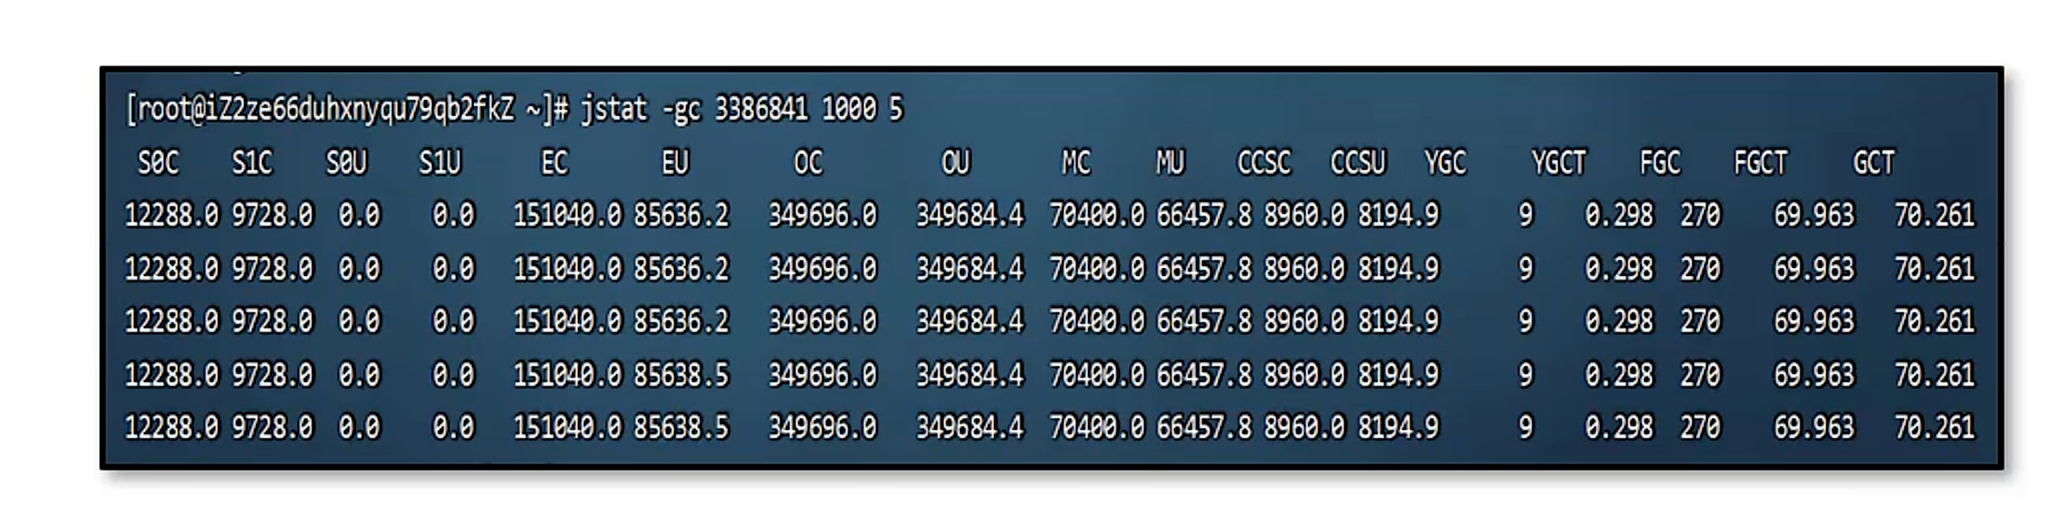 [root@iZ2ze66duhxnyqu79qb2fkZ ~]# jstat -gc 3386841 1000 5
S0C S1C S0U S1U EC EU OC OU MC MU CCSC CCSU YGC YGCT FGC FGCT GCT
12288.0 9728.0 0.0 0.0 151040.0 85636.2 349696.0 349684.4 70400.0 66457.8 8960.0 8194.9 9 0.298 270 69.963 70.261
12288.0 9728.0 0.0 0.0 151040.0 85636.2 349696.0 349684.4 70400.0 66457.8 8960.0 8194.9 9 0.298 270 69.963 70.261
12288.0 9728.0 0.0 0.0 151040.0 85636.2 349696.0 349684.4 70400.0 66457.8 8960.0 8194.9 9 0.298 270 69.963 70.261
12288.0 9728.0 0.0 0.0 151040.0 85638.5 349696.0 349684.4 70400.0 66457.8 8960.0 8194.9 9 0.298 270 69.963 70.261
12288.0 9728.0 0.0 0.0 151040.0 85638.5 349696.0 349684.4 70400.0 66457.8 8960.0 8194.9 9 0.298 270 69.963 70.261